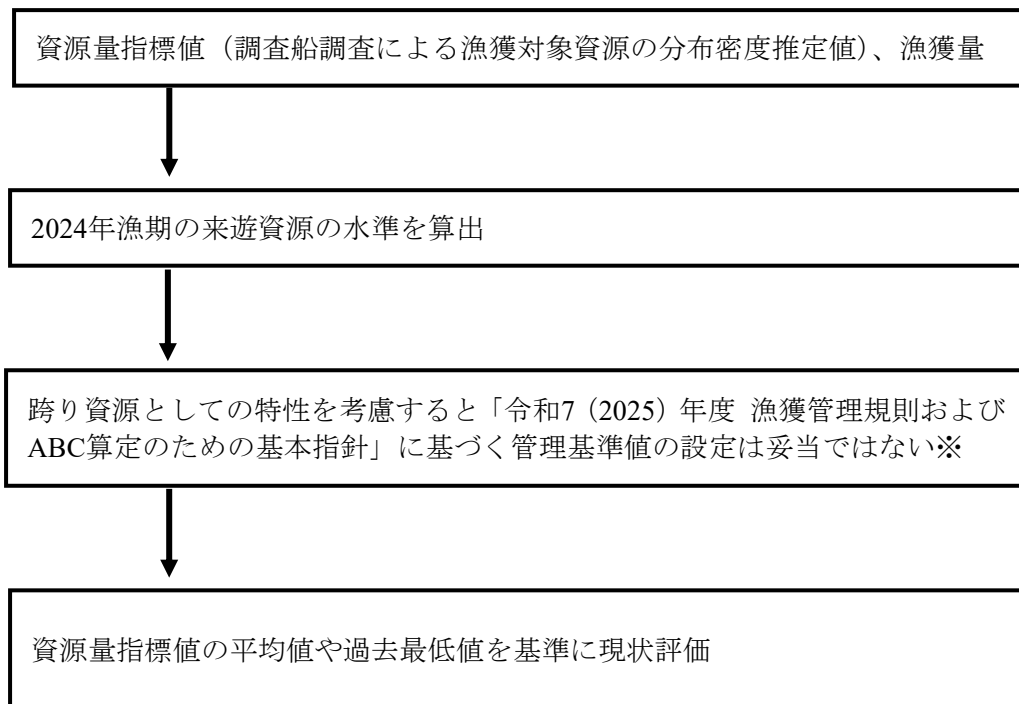 資源量指標値（調査船調査による漁獲対象資源の分布密度推定値）、漁獲量
2024年漁期の来遊資源の水準を算出
跨り資源としての特性を考慮すると「令和7（2025）年度 漁獲管理規則および
ABC算定のための基本指針」に基づく管理基準値の設定は妥当ではない※
資源量指標値の平均値や過去最低値を基準に現状評価